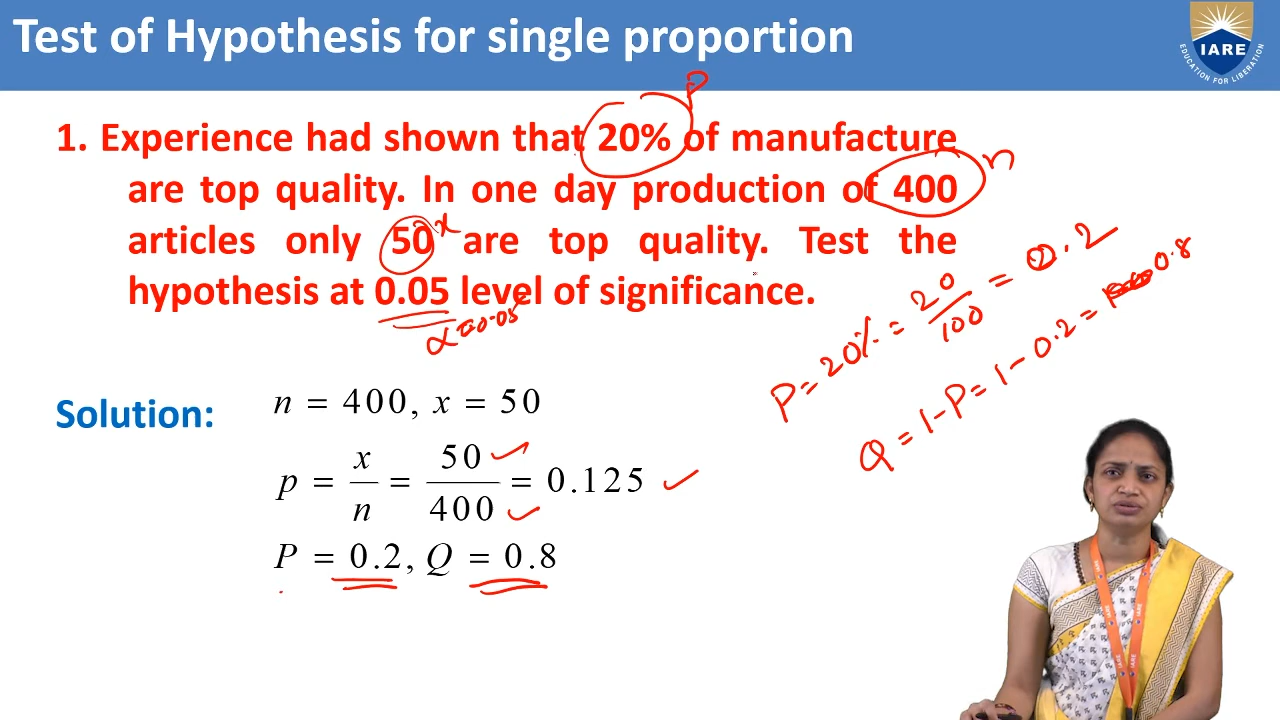 Test of Hypothesis for single proportion
IARE
EDUCATION FOR LIBERATION
P
1. Experience had shown that 20% of manufacture
are top quality. In one day production of 400
n
articles only 50 are top quality. Test the
x
hypothesis at 0.05 level of significance.
α = 0.05
P = 20% = 20/100 = 0.2
Q = 1 - P = 1 - 0.2 = 0.8
Solution:
n = 400, x = 50
p = x/n = 50/400 = 0.125
P = 0.2, Q = 0.8